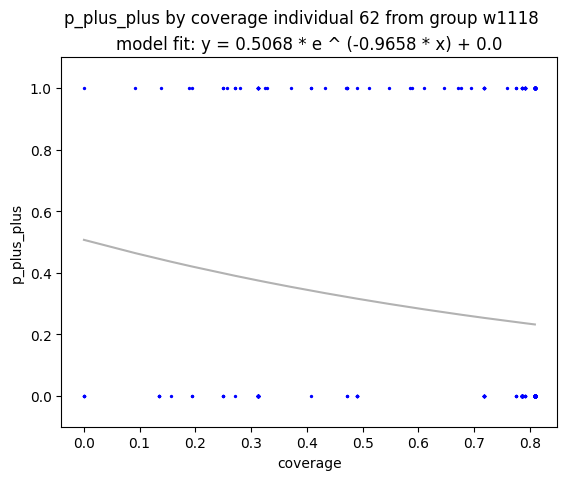 p_plus_plus by coverage individual 62 from group w1118
model fit: y = 0.5068 * e ^ (-0.9658 * x) + 0.0
1.0
0.8
0.6
0.4
0.2
0.0
p_plus_plus
0.0 0.1 0.2 0.3 0.4 0.5 0.6 0.7 0.8
coverage